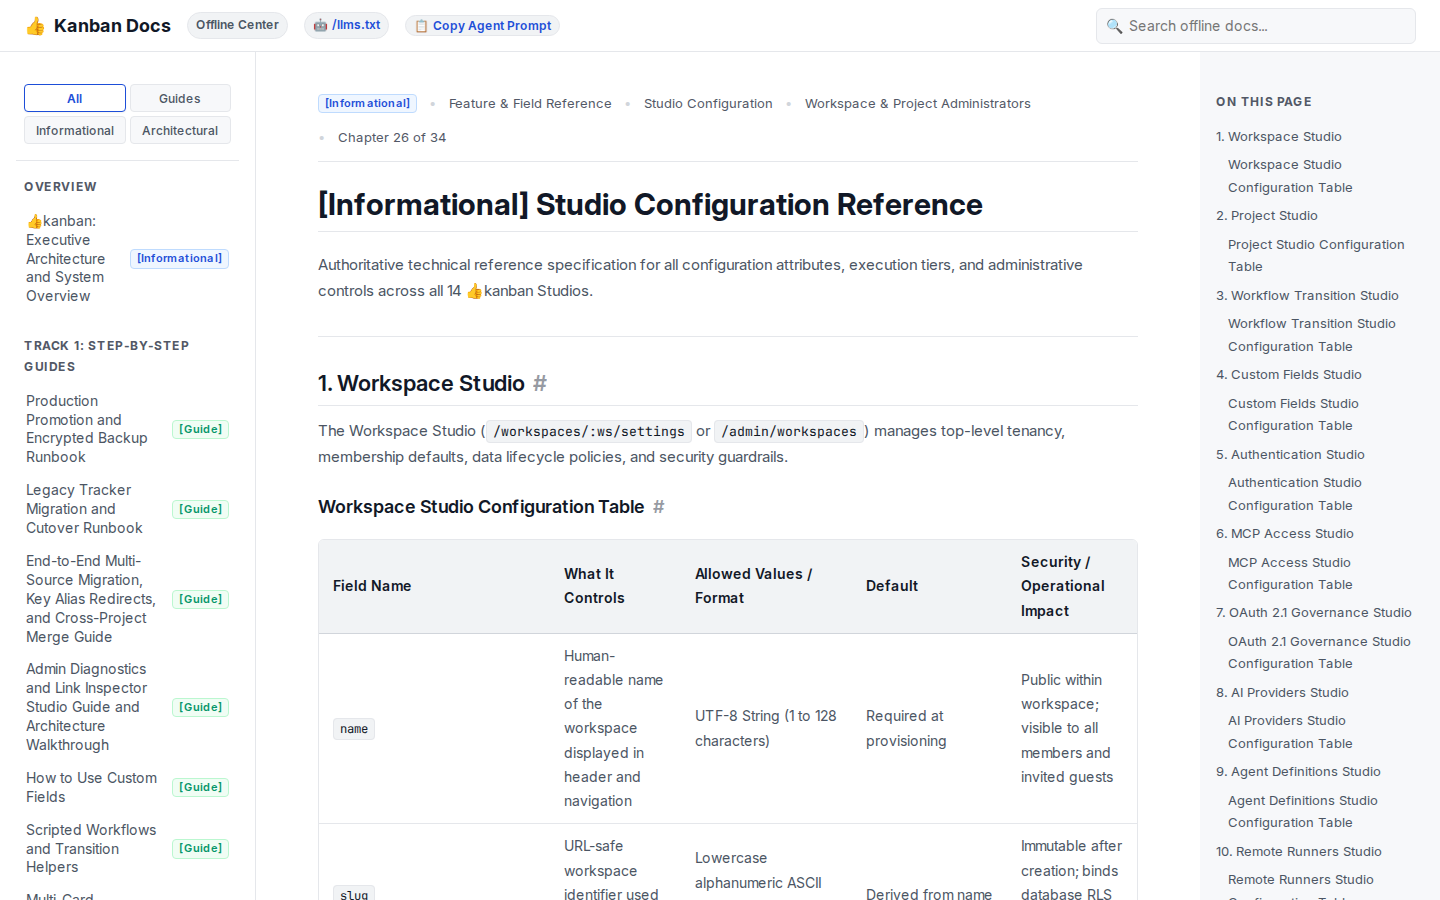 👍 Kanban Docs
Offline Center
🤖 /llms.txt
📋 Copy Agent Prompt
🔍 Search offline docs...
All
Guides
Informational
Architectural
OVERVIEW
👍kanban:
Executive
Architecture
and System
Overview
[Informational]
TRACK 1: STEP-BY-STEP
GUIDES
Production
Promotion and
Encrypted Backup
Runbook
[Guide]
Legacy Tracker
Migration and
Cutover Runbook
[Guide]
End-to-End Multi-
Source Migration,
Key Alias Redirects,
and Cross-Project
Merge Guide
[Guide]
Admin Diagnostics
and Link Inspector
Studio Guide and
Architecture
Walkthrough
[Guide]
How to Use Custom
Fields
[Guide]
Scripted Workflows
and Transition
Helpers
[Guide]
Multi-Card
[Informational] • Feature & Field Reference • Studio Configuration • Workspace & Project Administrators
• Chapter 26 of 34
[Informational] Studio Configuration Reference
Authoritative technical reference specification for all configuration attributes, execution tiers, and administrative
controls across all 14 👍kanban Studios.
1. Workspace Studio #
The Workspace Studio ( /workspaces/:ws/settings or /admin/workspaces ) manages top-level tenancy,
membership defaults, data lifecycle policies, and security guardrails.
Workspace Studio Configuration Table #
Field Name
What It
Controls
Allowed Values /
Format
Default
Security /
Operational
Impact
name
Human-
readable name
of the
workspace
displayed in
header and
navigation
UTF-8 String (1 to 128
characters)
Required at
provisioning
Public within
workspace;
visible to all
members and
invited guests
slug
URL-safe
workspace
identifier used
Lowercase
alphanumeric ASCII
Derived from name
Immutable after
creation; binds
database RLS
ON THIS PAGE
1. Workspace Studio
Workspace Studio
Configuration Table
2. Project Studio
Project Studio Configuration
Table
3. Workflow Transition Studio
Workflow Transition Studio
Configuration Table
4. Custom Fields Studio
Custom Fields Studio
Configuration Table
5. Authentication Studio
Authentication Studio
Configuration Table
6. MCP Access Studio
MCP Access Studio
Configuration Table
7. OAuth 2.1 Governance Studio
OAuth 2.1 Governance Studio
Configuration Table
8. AI Providers Studio
AI Providers Studio
Configuration Table
9. Agent Definitions Studio
Agent Definitions Studio
Configuration Table
10. Remote Runners Studio
Remote Runners Studio